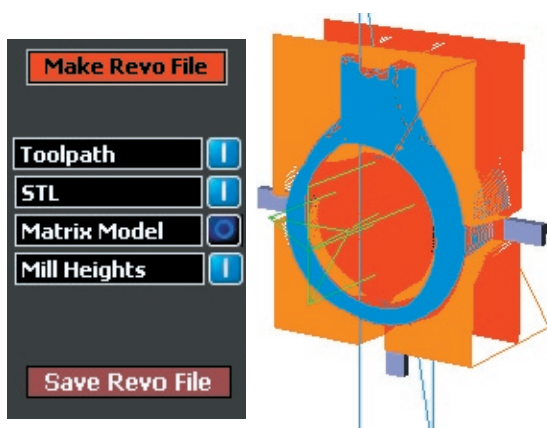 Make Revo File
Toolpath
STL
Matrix Model
Mill Heights
Save Revo File